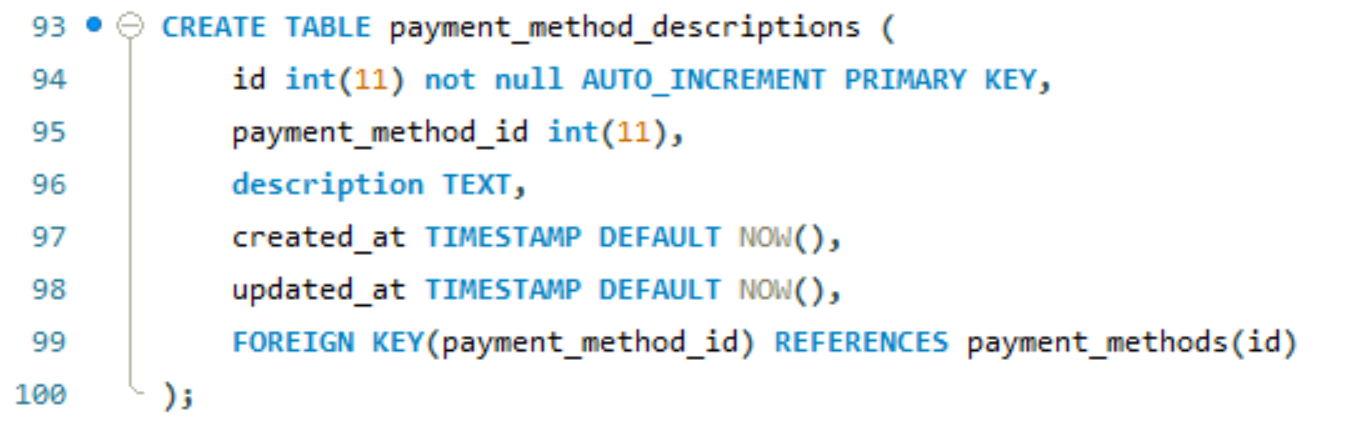 93 CREATE TABLE payment_method_descriptions (
94 id int(11) not null AUTO_INCREMENT PRIMARY KEY,
95 payment_method_id int(11),
96 description TEXT,
97 created_at TIMESTAMP DEFAULT NOW(),
98 updated_at TIMESTAMP DEFAULT NOW(),
99 FOREIGN KEY(payment_method_id) REFERENCES payment_methods(id)
100 );